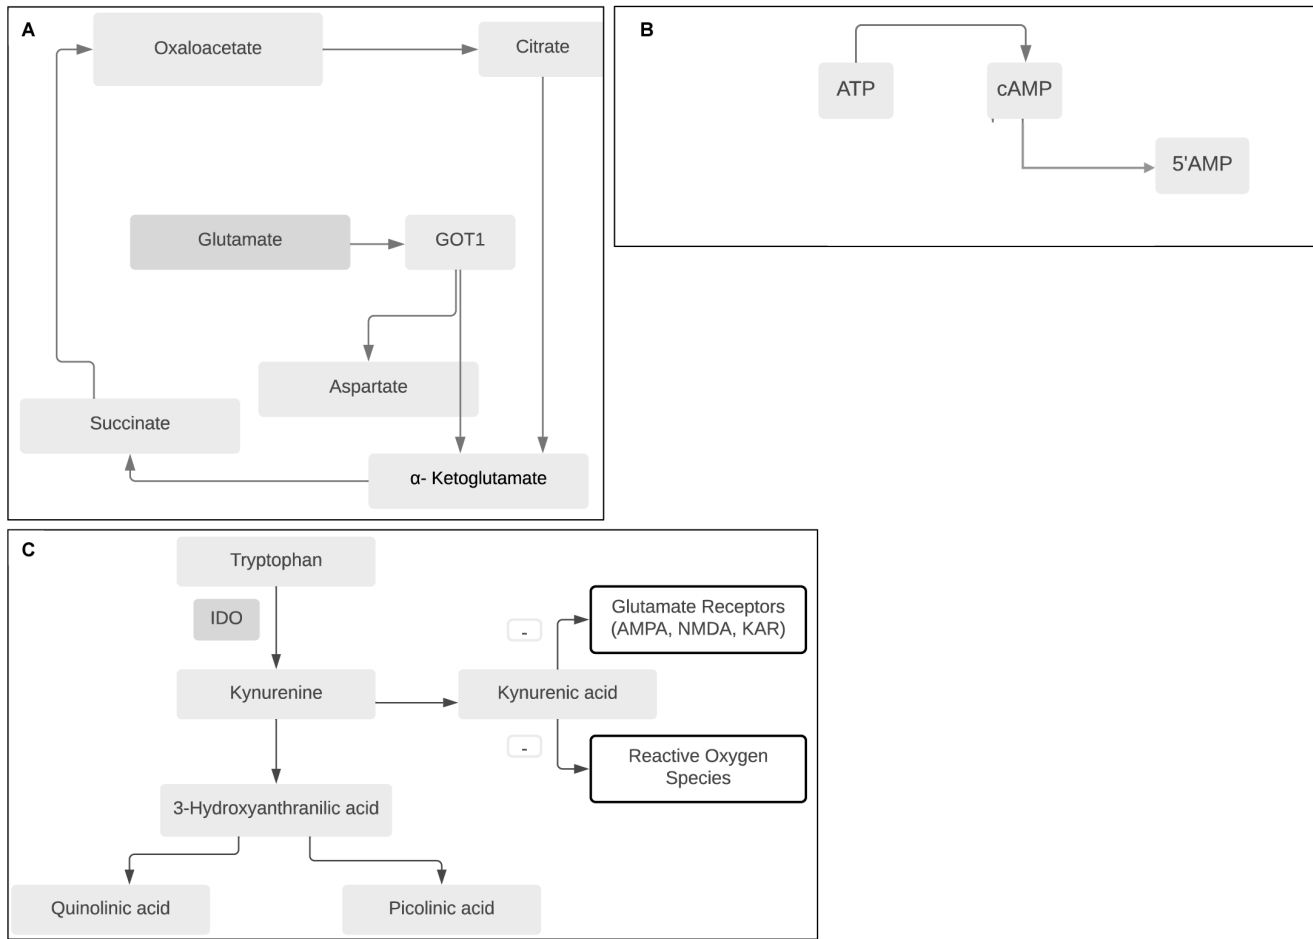 A
Oxaloacetate
Citrate
Glutamate
GOT1
Aspartate
Succinate
α- Ketoglutamate
B
ATP
cAMP
5'AMP
C
Tryptophan
IDO
Kynurenine
Kynurenic acid
-
Glutamate Receptors
(AMPA, NMDA, KAR)
-
Reactive Oxygen
Species
3-Hydroxyanthranilic acid
Quinolinic acid
Picolinic acid